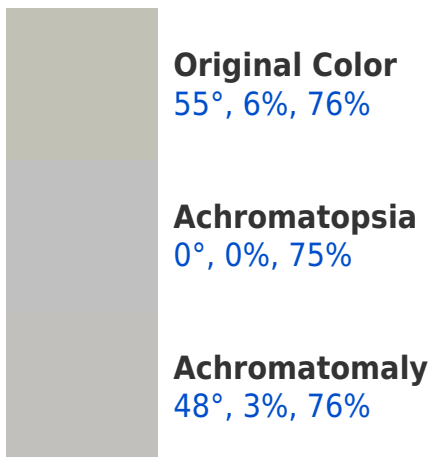 Original Color
55°, 6%, 76%
Achromatopsia
0°, 0%, 75%
Achromatomaly
48°, 3%, 76%